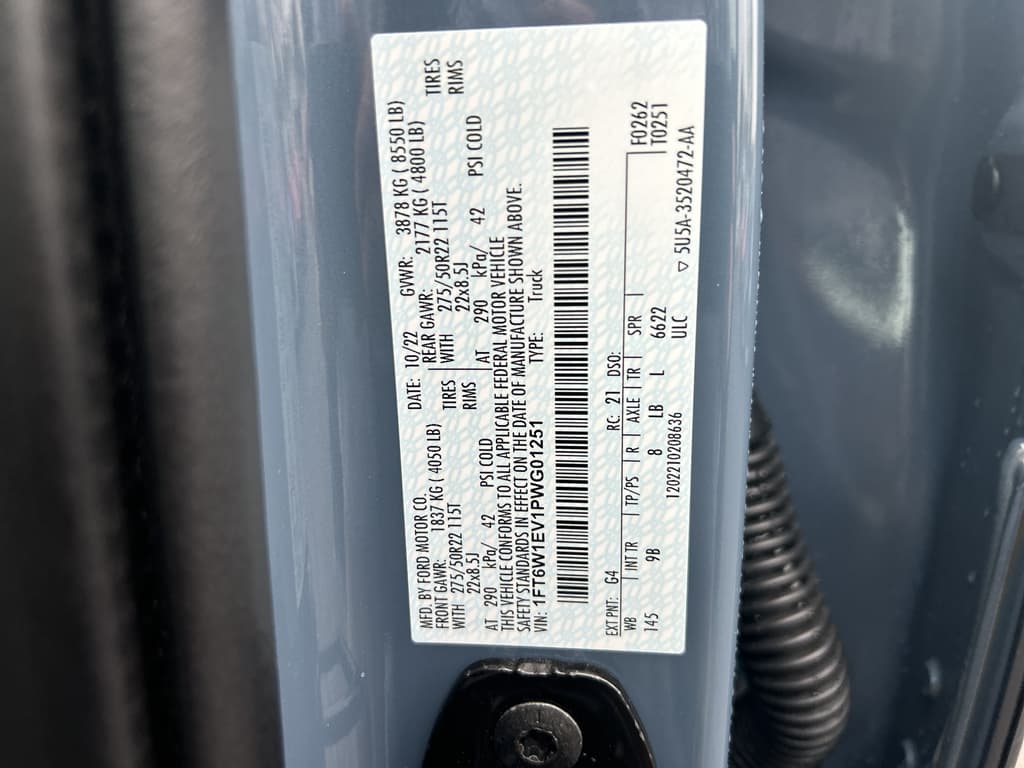 MFD. BY FORD MOTOR CO. DATE: 10/22 GVWR: 3878 KG ( 8550 LB)
FRONT GAWR: 1837 KG ( 4050 LB) REAR GAWR: 2177 KG ( 4800 LB)
WITH 275/50R22 115T TIRES WITH 275/50R22 115T TIRES
22x8.5J RIMS 22x8.5J RIMS
AT 290 kPa/ 42 PSI COLD AT 290 kPa/ 42 PSI COLD
THIS VEHICLE CONFORMS TO ALL APPLICABLE FEDERAL MOTOR VEHICLE
SAFETY STANDARDS IN EFFECT ON THE DATE OF MANUFACTURE SHOWN ABOVE.
VIN: 1FT6W1EV1PWG01251 TYPE: Truck
EXT PNT: G4 RC: 21 DSO: F0262
WB INT TR TP/PS R AXLE TR SPR T0251
145 9B 8 LB L 6622
ULC
120221020863​6 ▽ 5U5A-3520472-AA